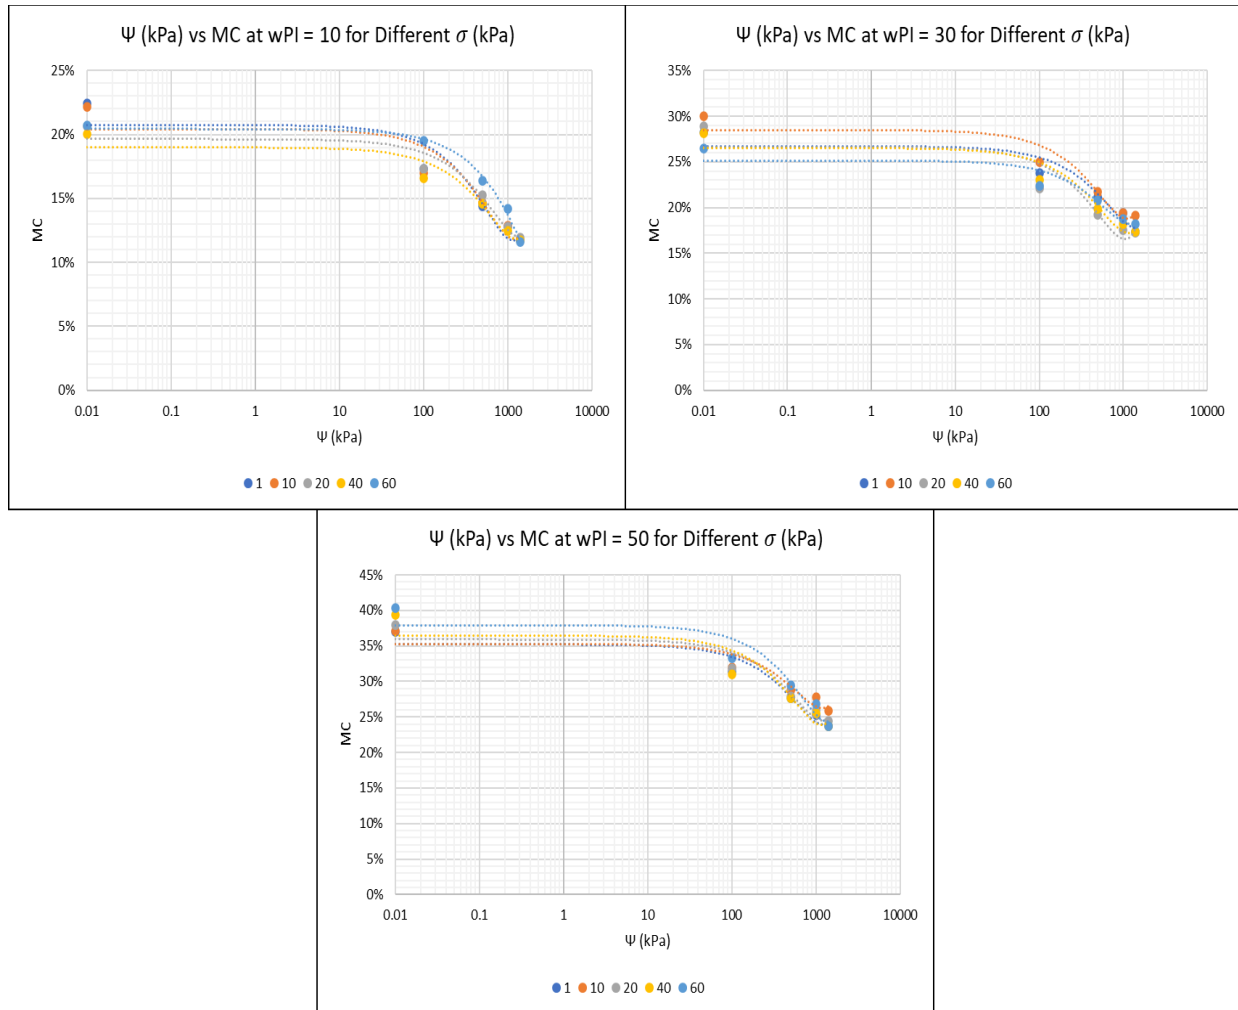 Ψ (kPa) vs MC at wPI = 10 for Different σ (kPa)
25%
20%
15%
10%
5%
0%
MC
0.01 0.1 1 10 100 1000 10000
Ψ (kPa)
1 10 20 40 60
Ψ (kPa) vs MC at wPI = 30 for Different σ (kPa)
35%
30%
25%
20%
15%
10%
5%
0%
MC
0.01 0.1 1 10 100 1000 10000
Ψ (kPa)
1 10 20 40 60
Ψ (kPa) vs MC at wPI = 50 for Different σ (kPa)
45%
40%
35%
30%
25%
20%
15%
10%
5%
0%
MC
0.01 0.1 1 10 100 1000 10000
Ψ (kPa)
1 10 20 40 60